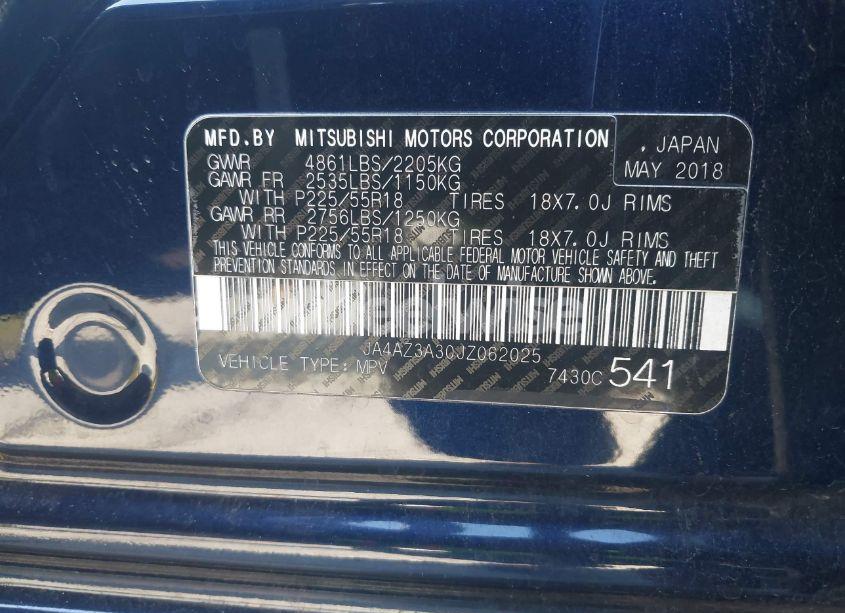 MFD.BY MITSUBISHI MOTORS CORPORATION , JAPAN
GVWR 4861LBS/2205KG MAY 2018
GAWR FR 2535LBS/1150KG
WITH P225/55R18 TIRES 18X7.0J RIMS
GAWR RR 2756LBS/1250KG
WITH P225/55R18 TIRES 18X7.0J RIMS
THIS VEHICLE CONFORMS TO ALL APPLICABLE FEDERAL MOTOR VEHICLE SAFETY AND THEFT
PREVENTION STANDARDS IN EFFECT ON THE DATE OF MANUFACTURE SHOWN ABOVE.
JA4AZ3A30JZ062025
VEHICLE TYPE: MPV 7430C 541